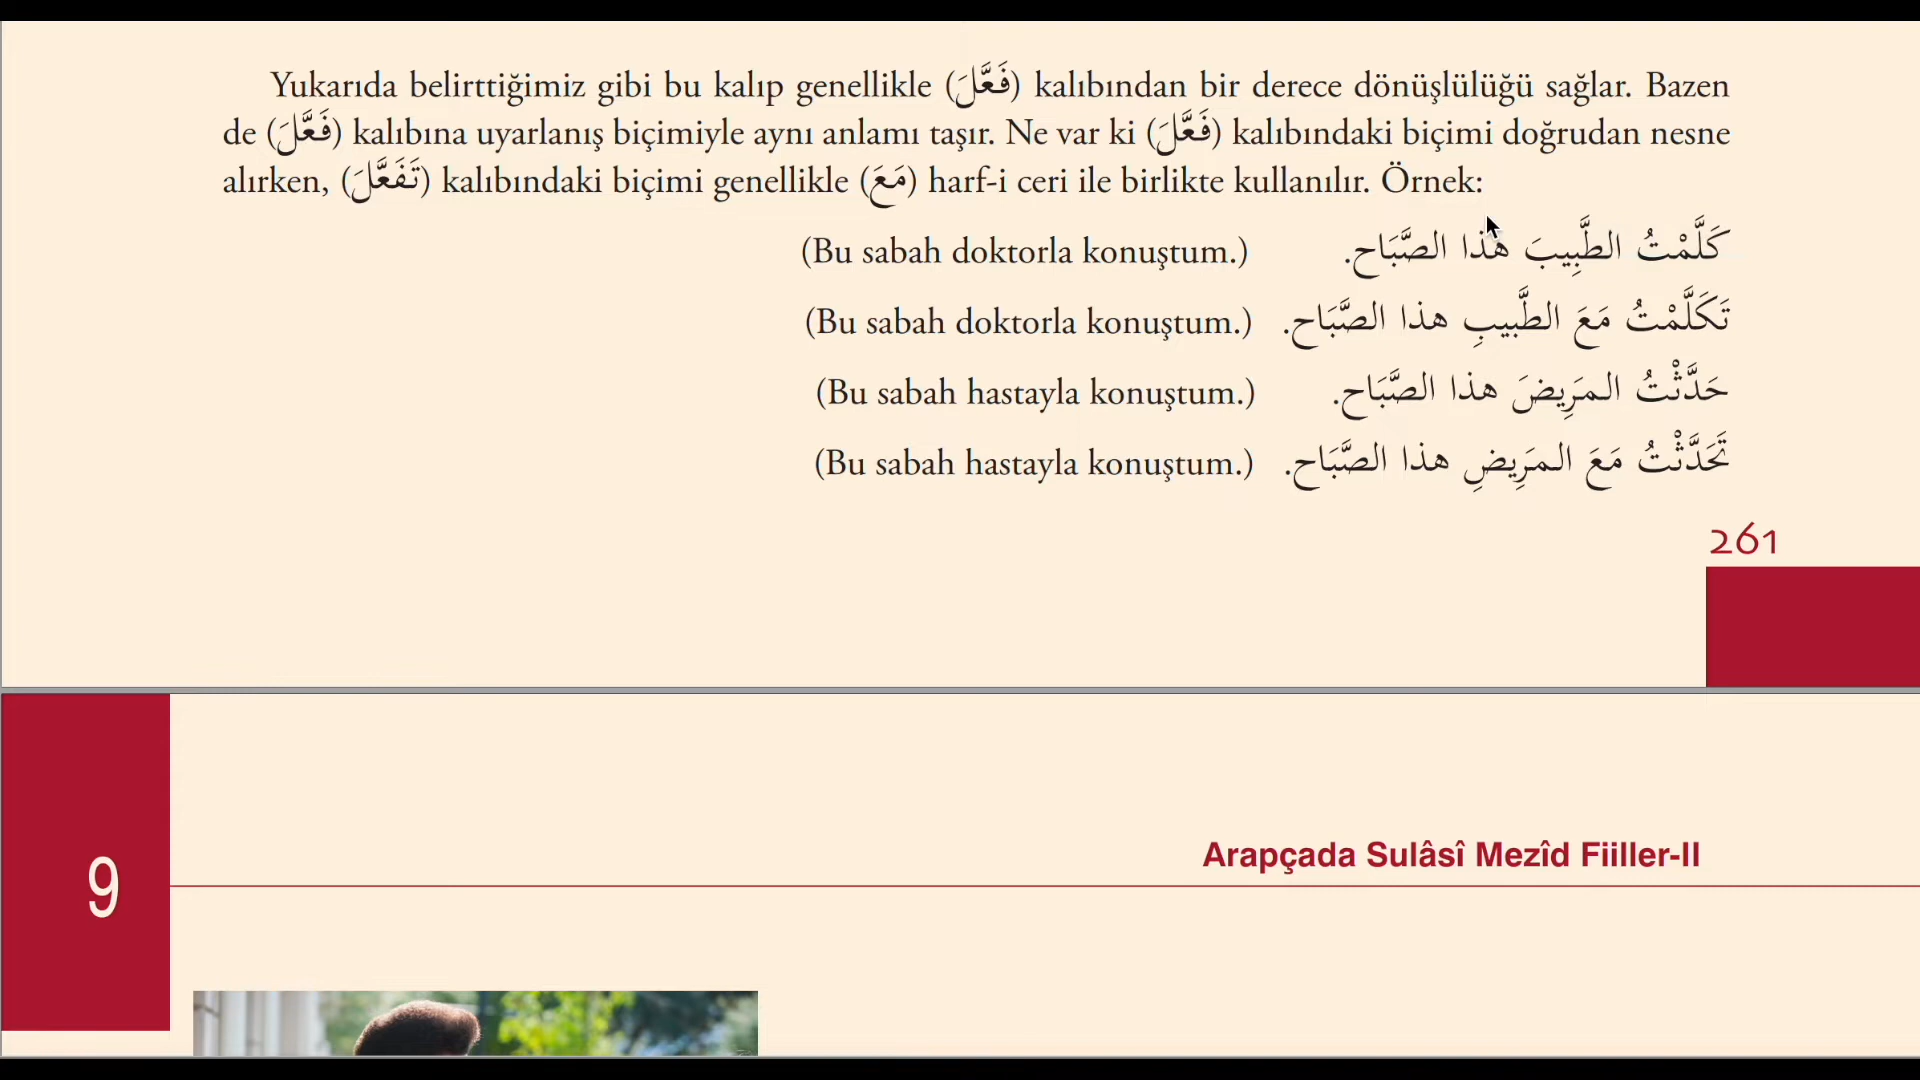 Yukarıda belirttiğimiz gibi bu kalıp genellikle (فَعَّلَ) kalıbından bir derece dönüşlülüğü sağlar. Bazen
de (فَعَّلَ) kalıbına uyarlanış biçimiyle aynı anlamı taşır. Ne var ki (فَعَّلَ) kalıbındaki biçimi doğrudan nesne
alırken, (تَفَعَّلَ) kalıbındaki biçimi genellikle (مَعَ) harf-i ceri ile birlikte kullanılır. Örnek:
(Bu sabah doktorla konuştum.) كَلَّمْتُ الطَّبِيبَ هٰذا الصَّبَاح.
(Bu sabah doktorla konuştum.) تَكَلَّمْتُ مَعَ الطَّبيبِ هذا الصَّبَاح.
(Bu sabah hastayla konuştum.) حَدَّثْتُ المَرِيضَ هذا الصَّبَاح.
(Bu sabah hastayla konuştum.) تَحَدَّثْتُ مَعَ المَرِيضِ هذا الصَّبَاح.
261
Arapçada Sulâsî Mezîd Fiiller-II
9